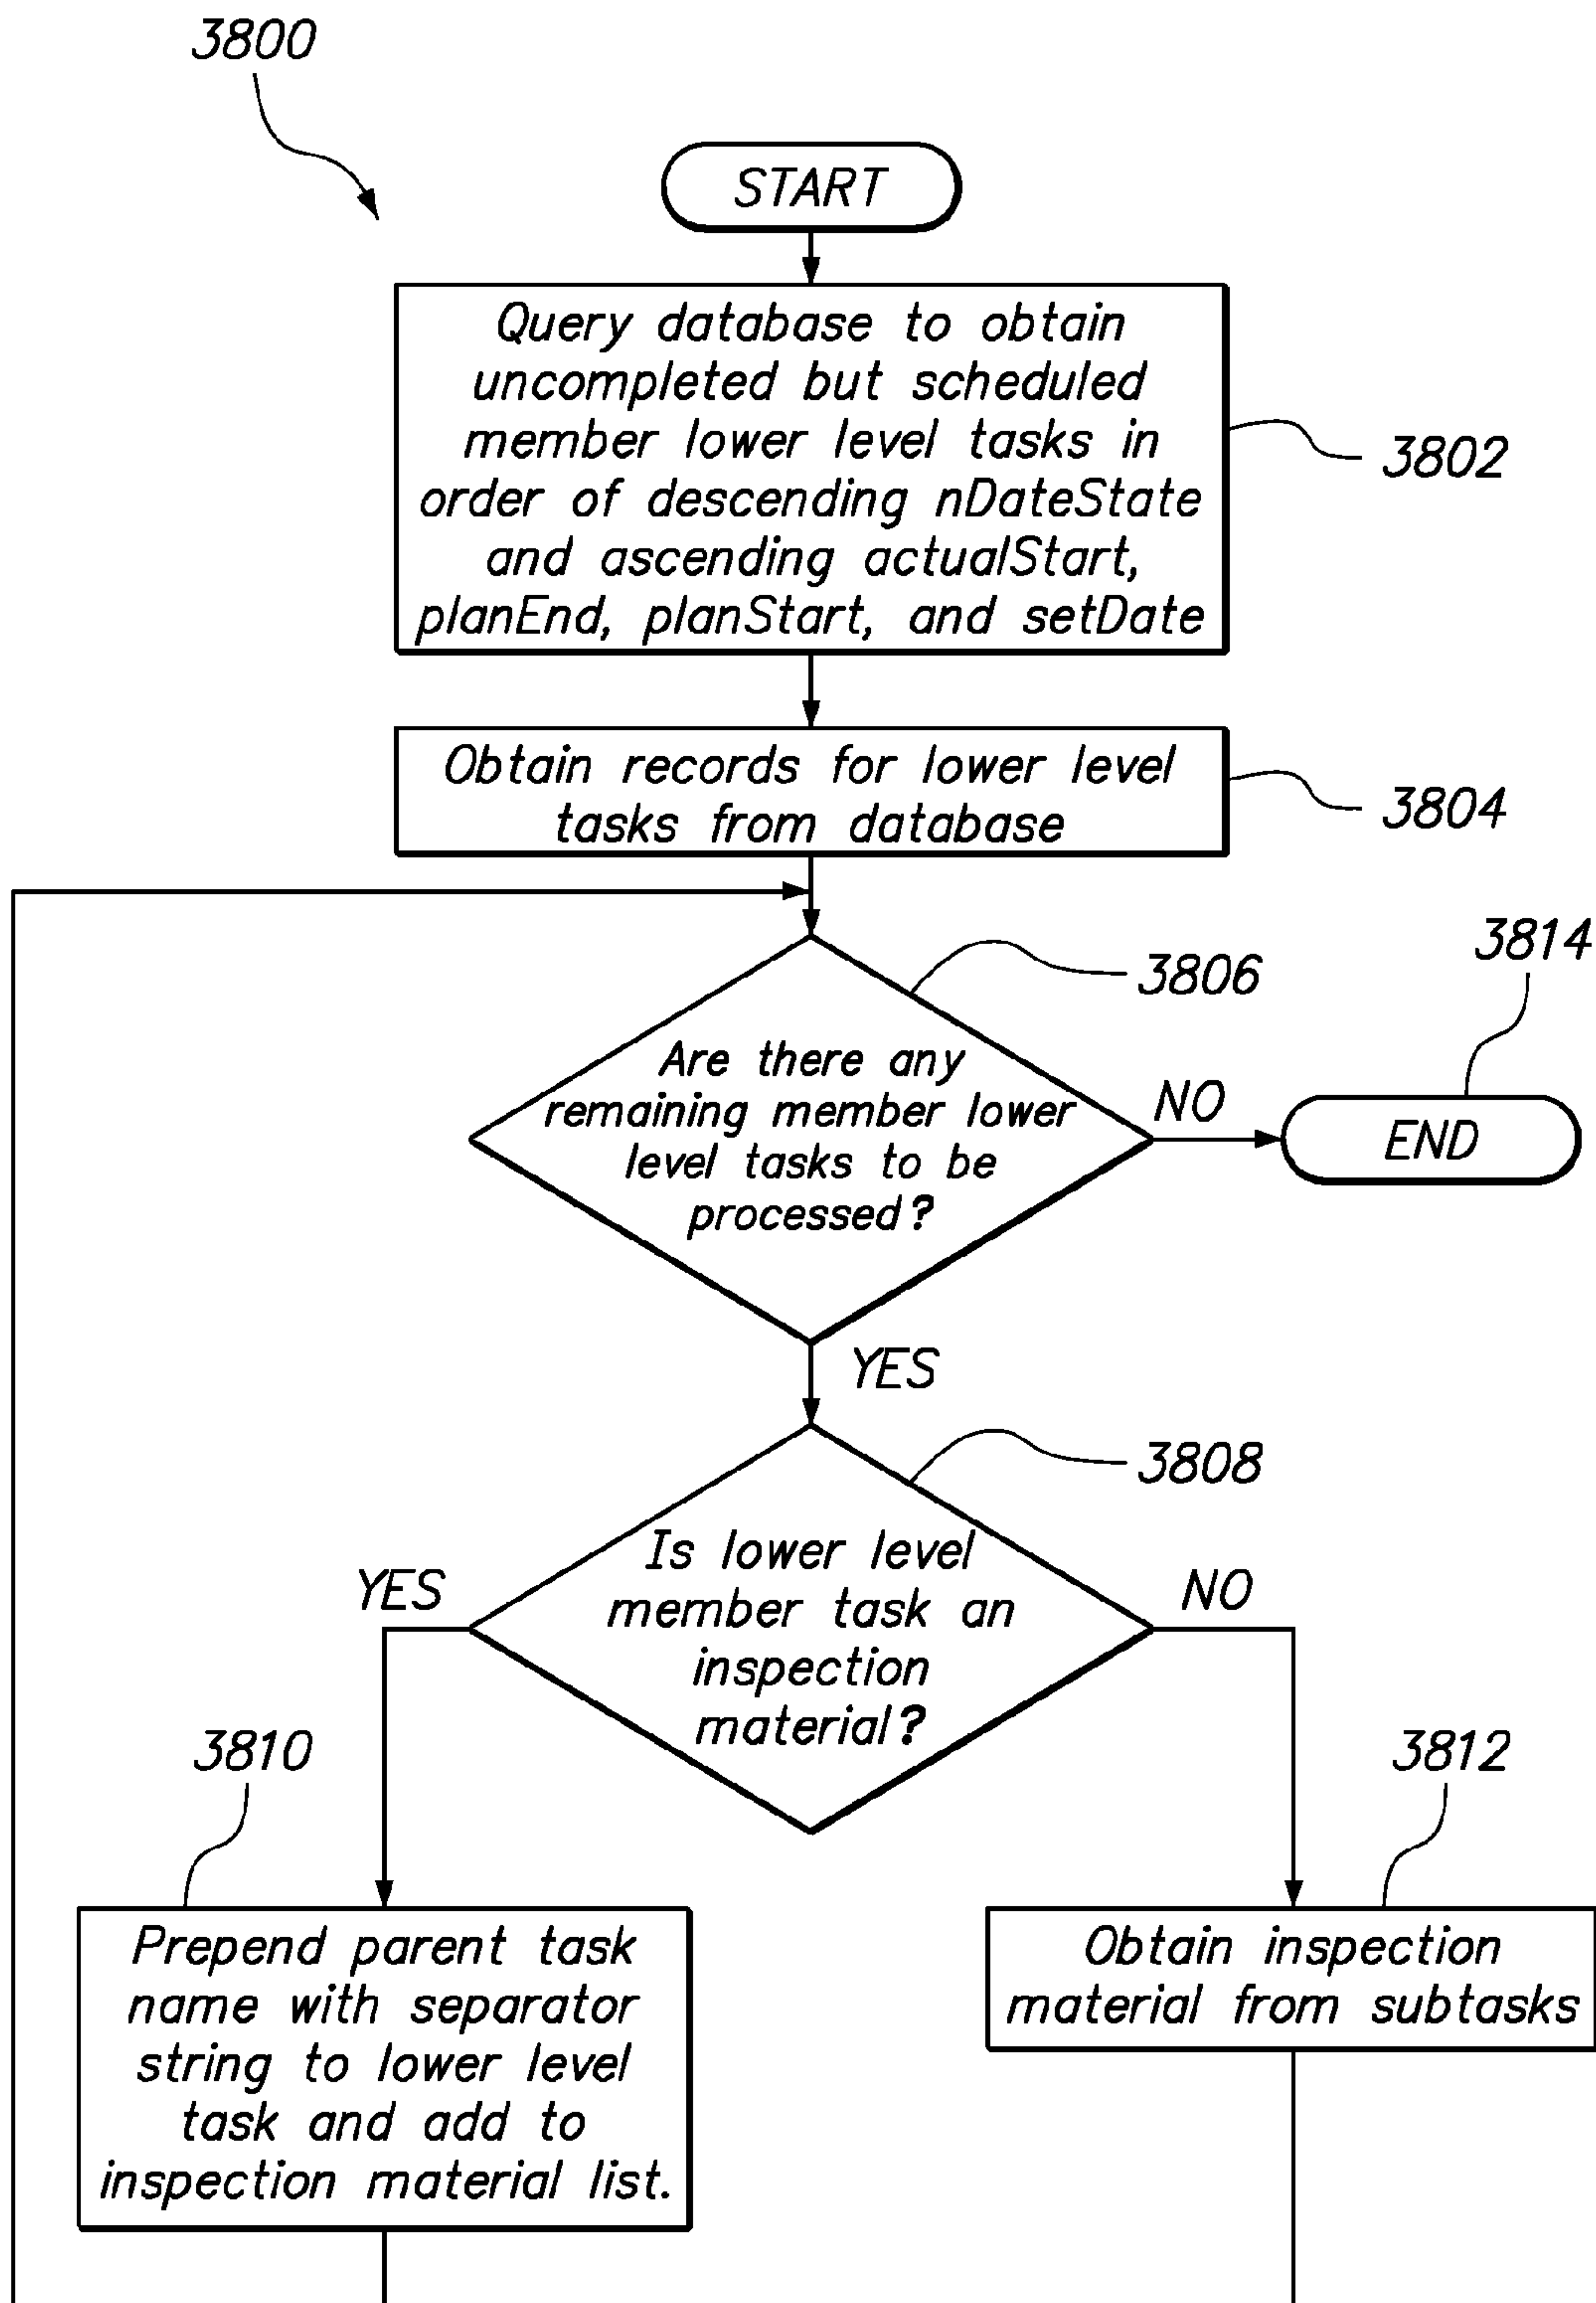 3800
START
Query database to obtain
uncompleted but scheduled
member lower level tasks in
order of descending nDateState
and ascending actualStart,
planEnd, planStart, and setDate
3802
Obtain records for lower level
tasks from database
3804
3814
3806
Are there any
remaining member lower
level tasks to be
processed?
NO
END
YES
3808
Is lower level
member task an
inspection
material?
YES
NO
3810
3812
Prepend parent task
name with separator
string to lower level
task and add to
inspection material list.
Obtain inspection
material from subtasks